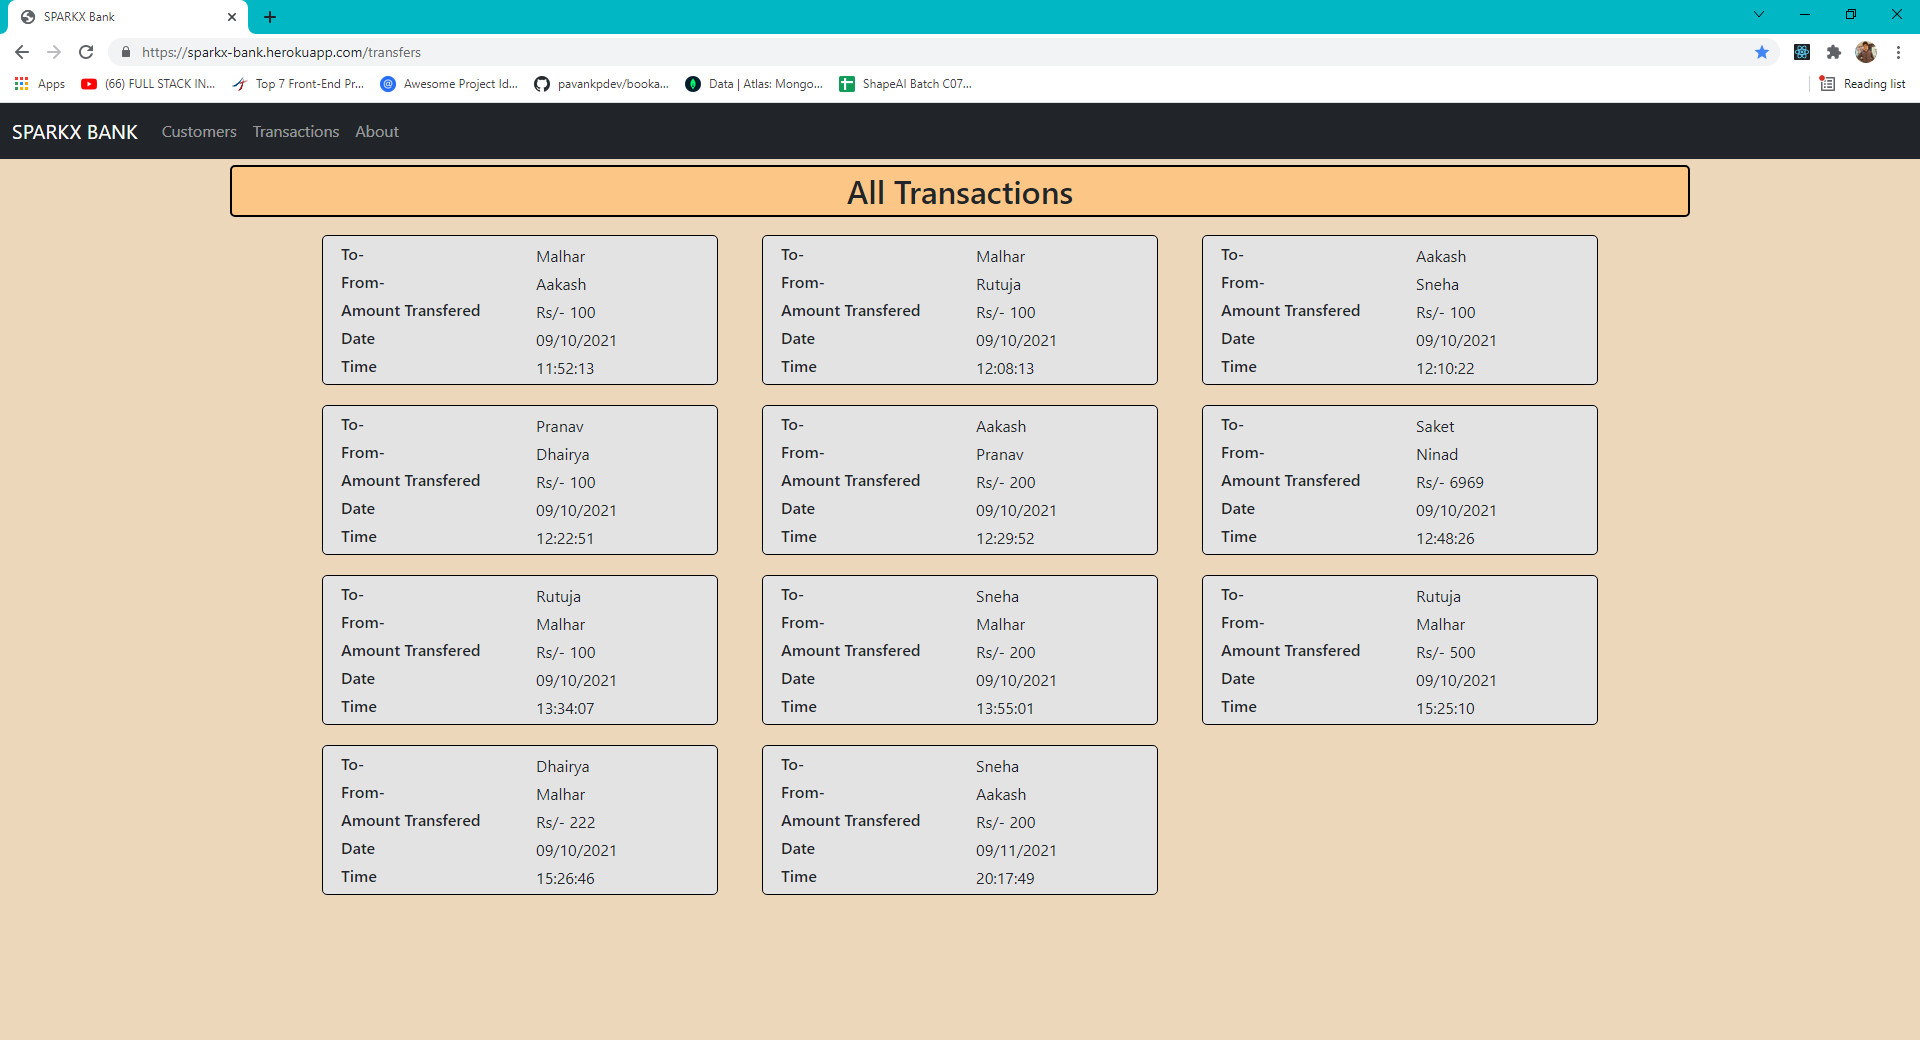 SPARKX Bank
https://sparkx-bank.herokuapp.com/transfers
Apps (66) FULL STACK IN... Top 7 Front-End Pr... Awesome Project Id... pavankpdev/booka... Data | Atlas: Mongo... ShapeAI Batch C07... Reading list
SPARKX BANK Customers Transactions About
All Transactions
To- Malhar
From- Aakash
Amount Transfered Rs/- 100
Date 09/10/2021
Time 11:52:13
To- Malhar
From- Rutuja
Amount Transfered Rs/- 100
Date 09/10/2021
Time 12:08:13
To- Aakash
From- Sneha
Amount Transfered Rs/- 100
Date 09/10/2021
Time 12:10:22
To- Pranav
From- Dhairya
Amount Transfered Rs/- 100
Date 09/10/2021
Time 12:22:51
To- Aakash
From- Pranav
Amount Transfered Rs/- 200
Date 09/10/2021
Time 12:29:52
To- Saket
From- Ninad
Amount Transfered Rs/- 6969
Date 09/10/2021
Time 12:48:26
To- Rutuja
From- Malhar
Amount Transfered Rs/- 100
Date 09/10/2021
Time 13:34:07
To- Sneha
From- Malhar
Amount Transfered Rs/- 200
Date 09/10/2021
Time 13:55:01
To- Rutuja
From- Malhar
Amount Transfered Rs/- 500
Date 09/10/2021
Time 15:25:10
To- Dhairya
From- Malhar
Amount Transfered Rs/- 222
Date 09/10/2021
Time 15:26:46
To- Sneha
From- Aakash
Amount Transfered Rs/- 200
Date 09/11/2021
Time 20:17:49